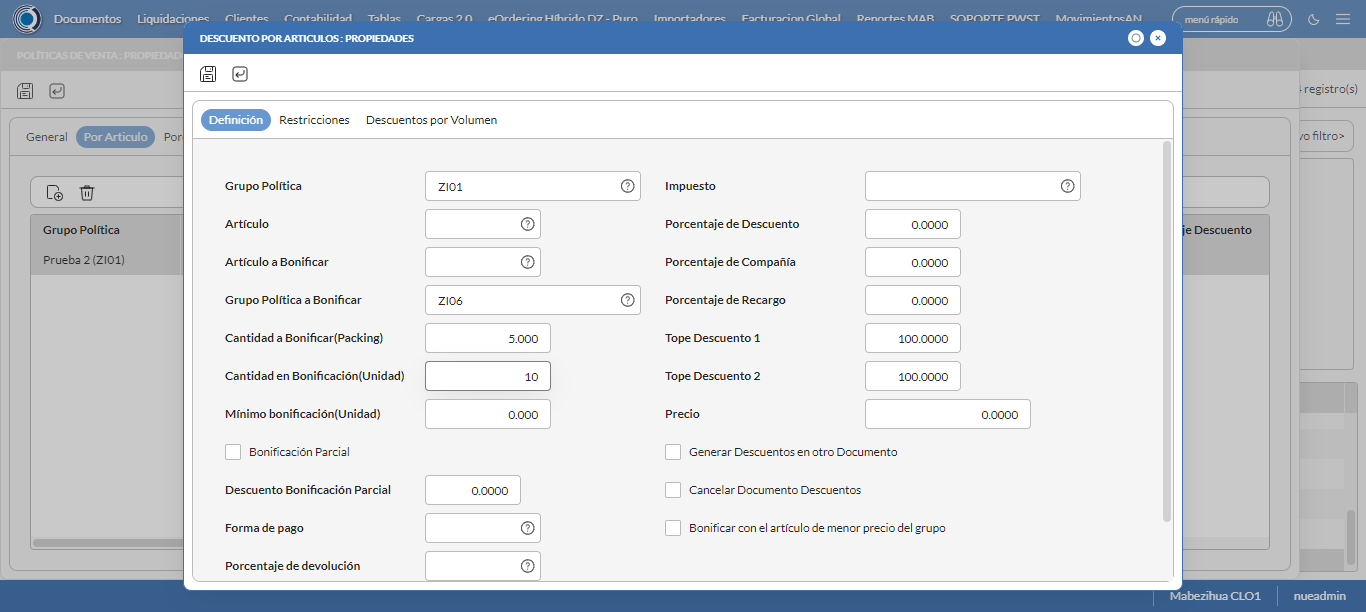 Documentos Liquidaciones Clientes Contabilidad Tablas Cargas 2.0 eOrdering Híbrido DZ - Puro Importadores Facturacion Global Reportes MAB SOPORTE PWST MovimientosAN menú rápido
POLÍTICAS DE VENTA : PROPIEDAD
DESCUENTO POR ARTICULOS : PROPIEDADES
registro(s)
General Por Articulo Por
vo filtro>
Definición Restricciones Descuentos por Volumen
Grupo Política ZI01 Impuesto
Artículo Porcentaje de Descuento 0.0000
Grupo Política
je Descuento
Prueba 2 (ZI01)
Artículo a Bonificar Porcentaje de Compañía 0.0000
Grupo Política a Bonificar ZI06 Porcentaje de Recargo 0.0000
Cantidad a Bonificar(Packing) 5.000 Tope Descuento 1 100.0000
Cantidad en Bonificación(Unidad) 10 Tope Descuento 2 100.0000
Mínimo bonificación(Unidad) 0.000 Precio 0.0000
Bonificación Parcial Generar Descuentos en otro Documento
Descuento Bonificación Parcial 0.0000 Cancelar Documento Descuentos
Forma de pago Bonificar con el artículo de menor precio del grupo
Porcentaje de devolución
Mabezihua CLO1 nueadmin